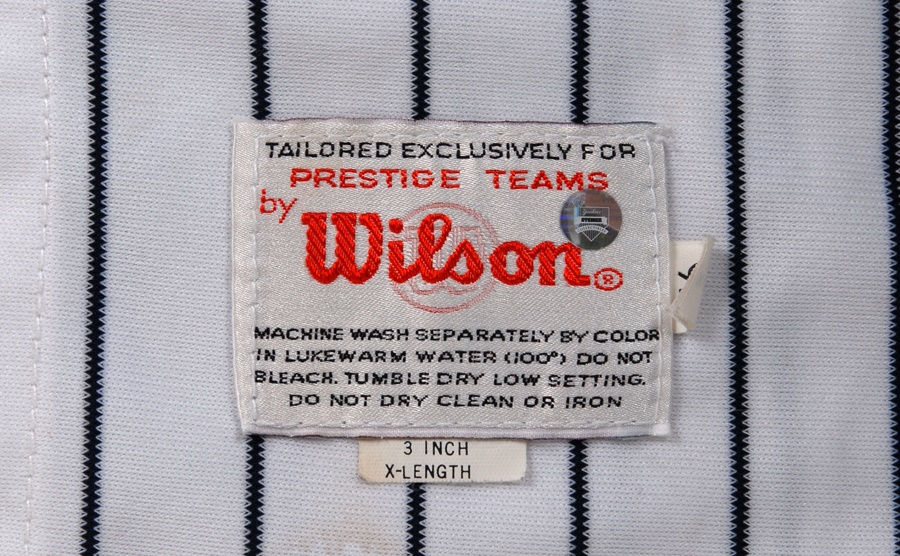 TAILORED EXCLUSIVELY FOR
PRESTIGE TEAMS
by
Wilson®
MACHINE WASH SEPARATELY BY COLOR
IN LUKEWARM WATER (100°) DO NOT
BLEACH. TUMBLE DRY LOW SETTING.
DO NOT DRY CLEAN OR IRON
3 INCH
X-LENGTH